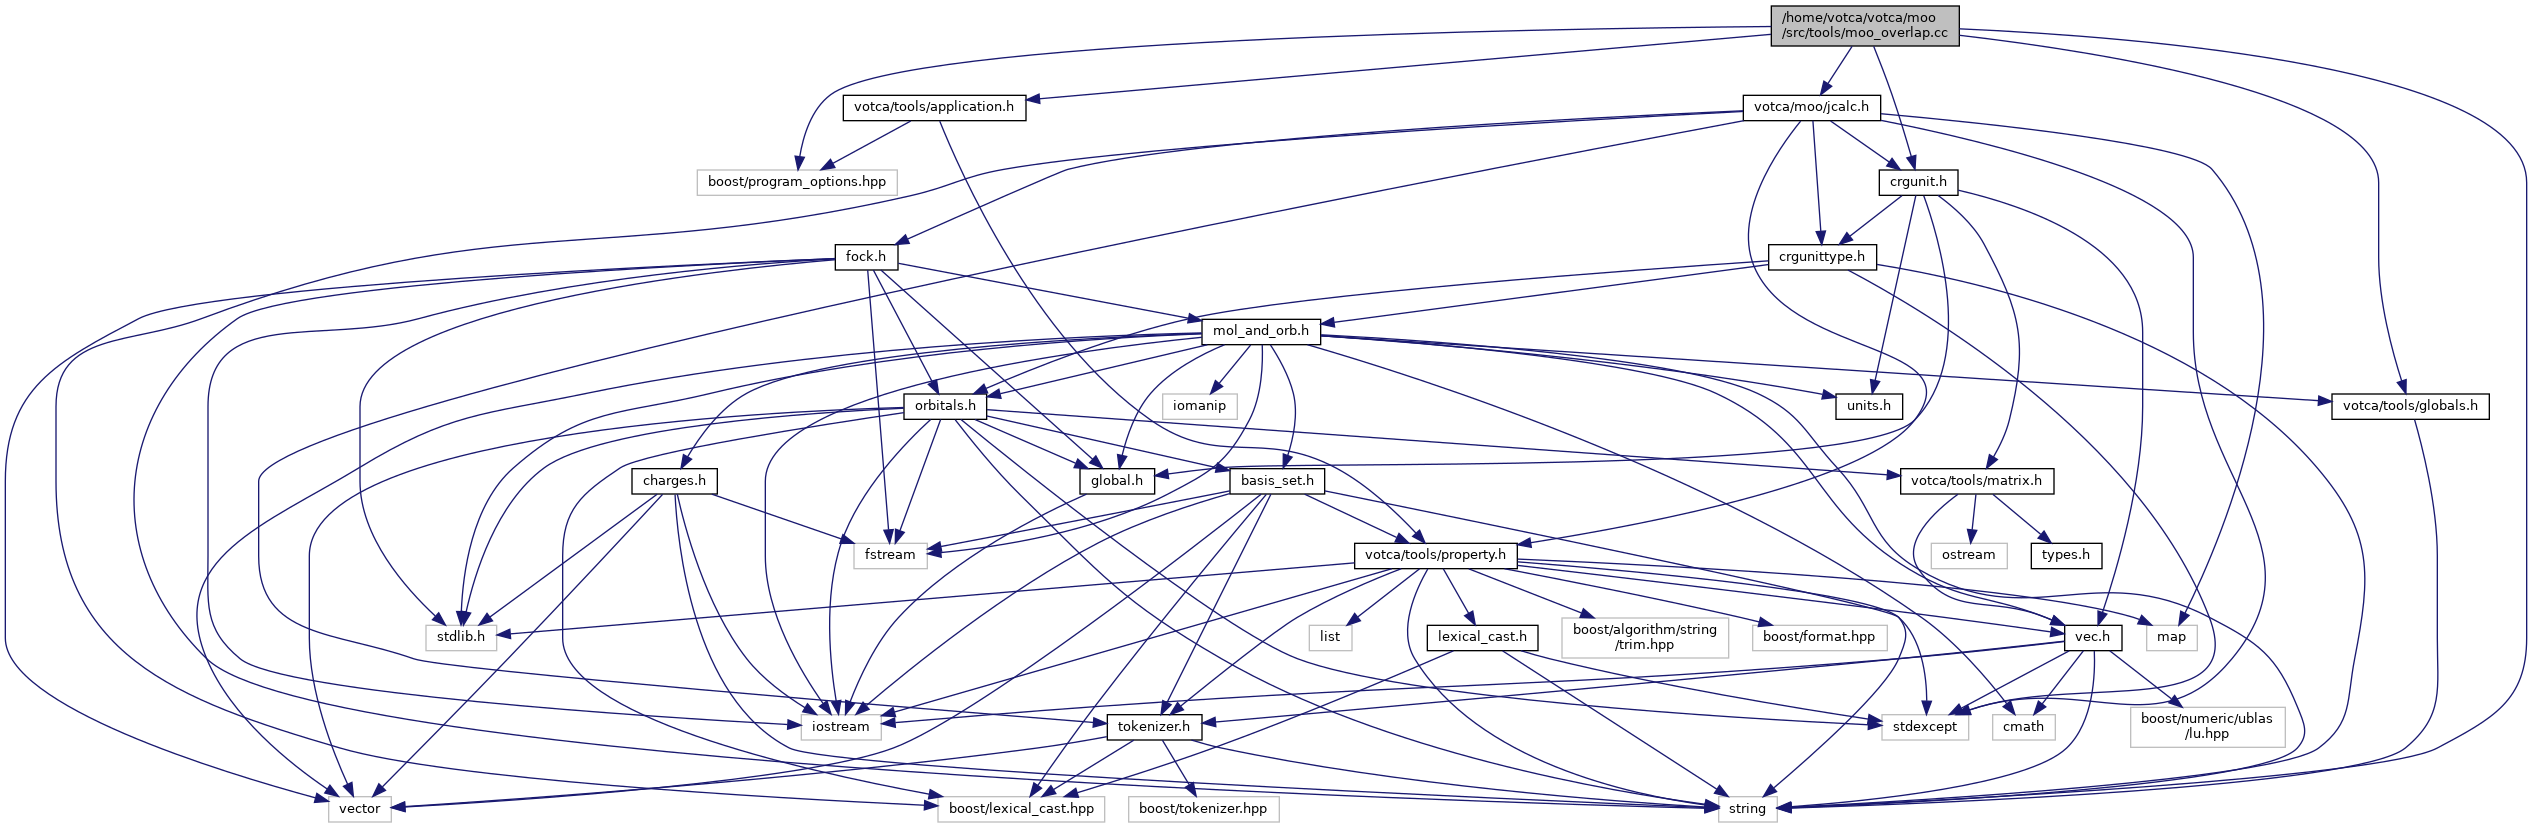 /home/votca/votca/moo
/src/tools/moo_overlap.cc
votca/tools/application.h
votca/moo/jcalc.h
boost/program_options.hpp
crgunit.h
fock.h
crgunittype.h
mol_and_orb.h
orbitals.h
iomanip
units.h
votca/tools/globals.h
charges.h
global.h
basis_set.h
votca/tools/matrix.h
fstream
votca/tools/property.h
ostream
types.h
stdlib.h
list
lexical_cast.h
boost/algorithm/string
/trim.hpp
boost/format.hpp
vec.h
map
iostream
tokenizer.h
stdexcept
cmath
boost/numeric/ublas
/lu.hpp
vector
boost/lexical_cast.hpp
boost/tokenizer.hpp
string